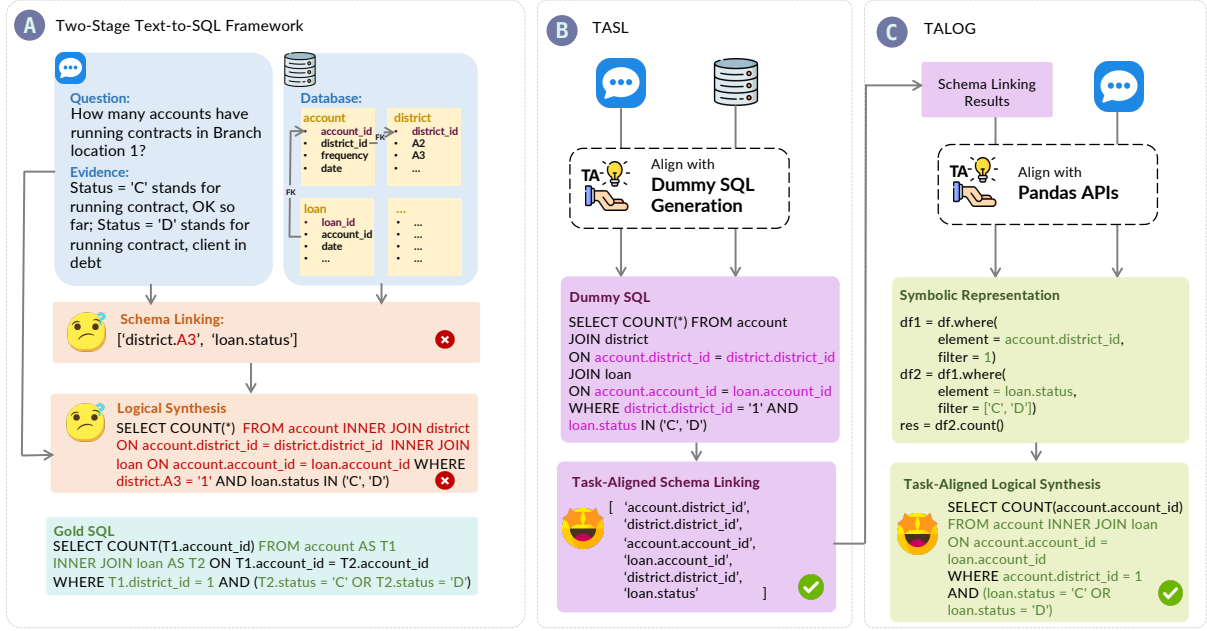 A Two-Stage Text-to-SQL Framework
Question:
How many accounts have
running contracts in Branch
location 1?
Evidence:
Status = 'C' stands for
running contract, OK so
far; Status = 'D' stands for
running contract, client in
debt
Database:
account
• account_id
• district_id
• frequency
• date
FK
district
• district_id
• A2
• A3
• ...
FK
loan
• loan_id
• account_id
• date
• ...
...
• ...
• ...
• ...
• ...
Schema Linking:
['district.A3', 'loan.status']
Logical Synthesis
SELECT COUNT(*) FROM account INNER JOIN district
ON account.district_id = district.district_id INNER JOIN
loan ON account.account_id = loan.account_id WHERE
district.A3 = '1' AND loan.status IN ('C', 'D')
Gold SQL
SELECT COUNT(T1.account_id) FROM account AS T1
INNER JOIN loan AS T2 ON T1.account_id = T2.account_id
WHERE T1.district_id = 1 AND (T2.status = 'C' OR T2.status = 'D')
B TASL
TA- Align with
Dummy SQL
Generation
Dummy SQL
SELECT COUNT(*) FROM account
JOIN district
ON account.district_id = district.district_id
JOIN loan
ON account.account_id = loan.account_id
WHERE district.district_id = '1' AND
loan.status IN ('C', 'D')
Task-Aligned Schema Linking
[ 'account.district_id',
'district.district_id',
'account.account_id',
'loan.account_id',
'district.district_id',
'loan.status' ]
C TALOG
Schema Linking
Results
TA- Align with
Pandas APIs
Symbolic Representation
df1 = df.where(
element = account.district_id,
filter = 1)
df2 = df1.where(
element = loan.status,
filter = ['C', 'D'])
res = df2.count()
Task-Aligned Logical Synthesis
SELECT COUNT(account.account_id)
FROM account INNER JOIN loan
ON account.account_id =
loan.account_id
WHERE account.district_id = 1
AND (loan.status = 'C' OR
loan.status = 'D')